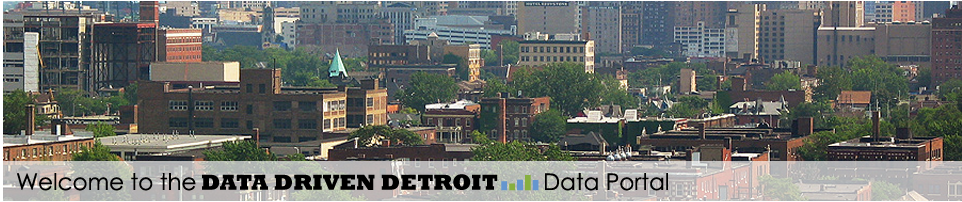 Welcome to the DATA DRIVEN DETROIT Data Portal